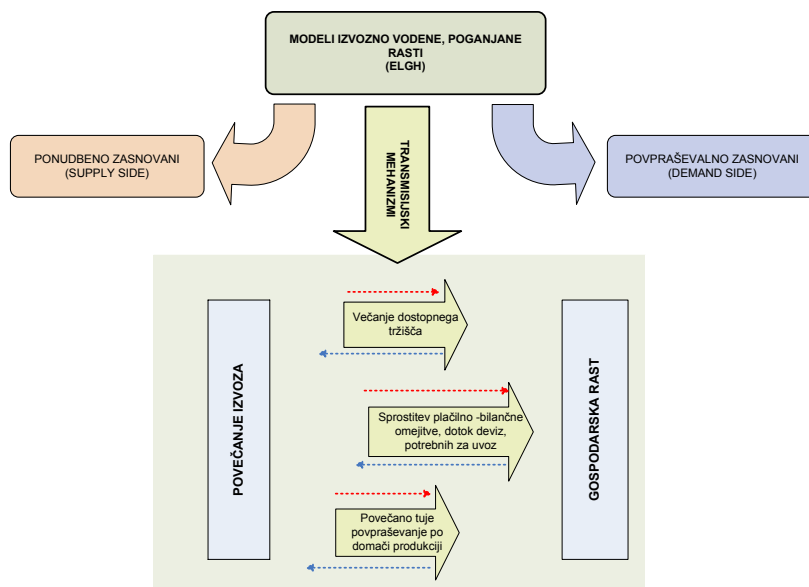 MODELI IZVOZNO VODENE, POGANJANE
RASTI
(ELGH)
PONUDBENO ZASNOVANI
(SUPPLY SIDE)
TRANSMISIJSKI
MEHANIZMI
POVPRAŠEVALNO ZASNOVANI
(DEMAND SIDE)
POVEČANJE IZVOZA
Večanje dostopnega
tržišča
Sprostitev plačilno -bilančne
omejitve, dotok deviz,
potrebnih za uvoz
Povečano tuje
povpraševanje po
domači produkciji
GOSPODARSKA RAST